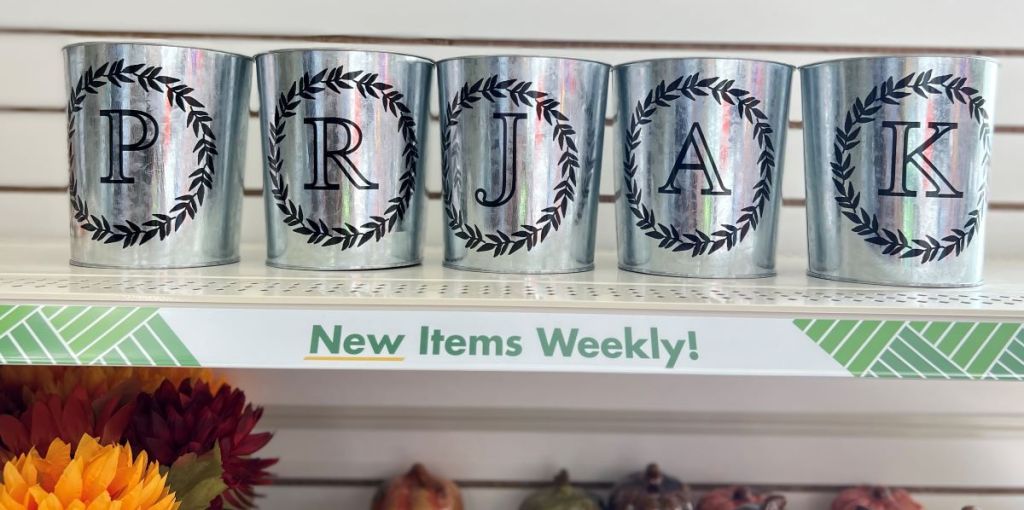 P R J A K
New Items Weekly!